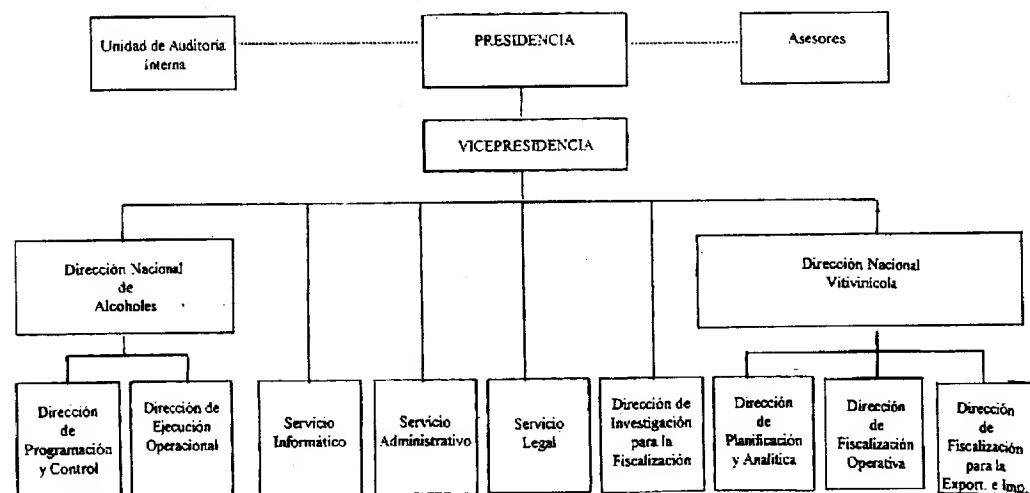 Unidad de Auditoría
Interna
PRESIDENCIA
Asesores
VICEPRESIDENCIA
Dirección Nacional
de
Alcoholes
Dirección Nacional
Vitivinícola
Dirección
de
Programación
y Control
Dirección de
Ejecución
Operacional
Servicio
Informático
Servicio
Administrativo
Servicio
Legal
Dirección de
Investigación
para la
Fiscalización
Dirección
de
Planificación
y Analítica
Dirección
de
Fiscalización
Operativa
Dirección
de
Fiscalización
para la
Export. e Imp.